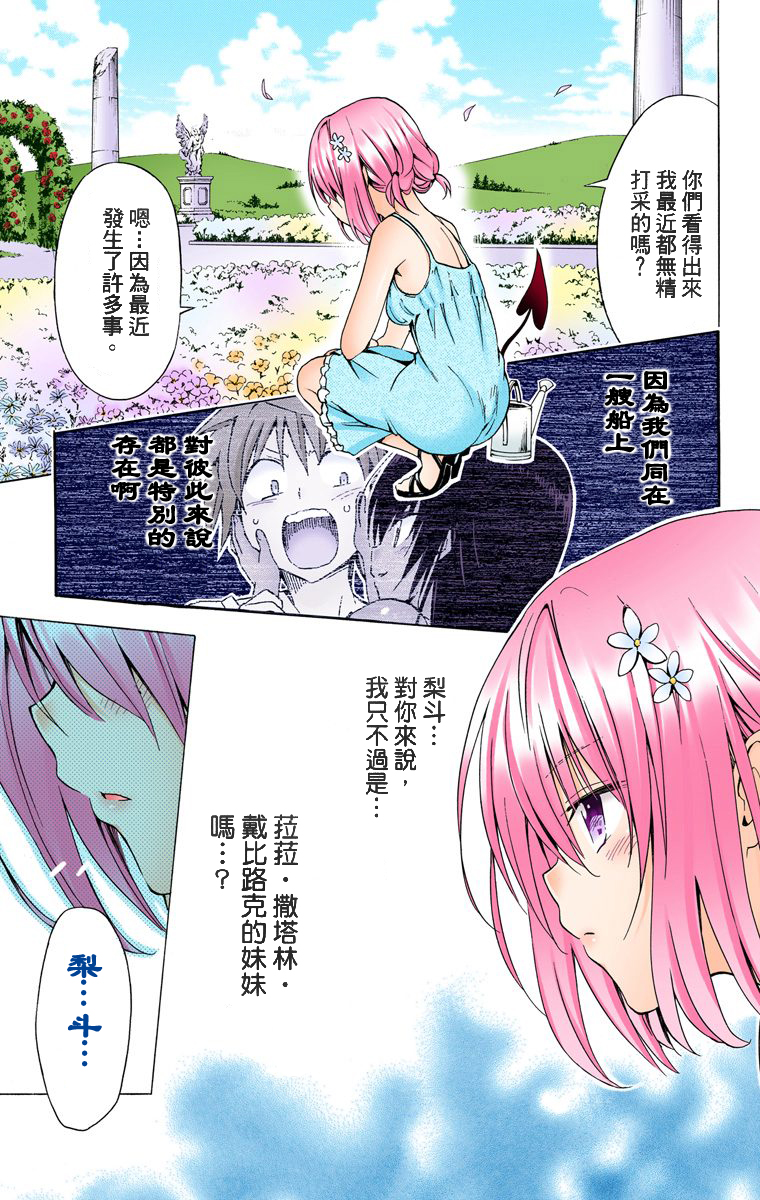 你們看得出來
我最近都無精
打采的嗎？
嗯…因為最近
發生了許多事。
因為我們同在
一艘船上
對彼此來說
都是特別的
存在啊
梨斗…
對你來說，
我只不過是…
菈菈・撒塔林・
戴比路克的妹妹
嗎…？
梨…斗…